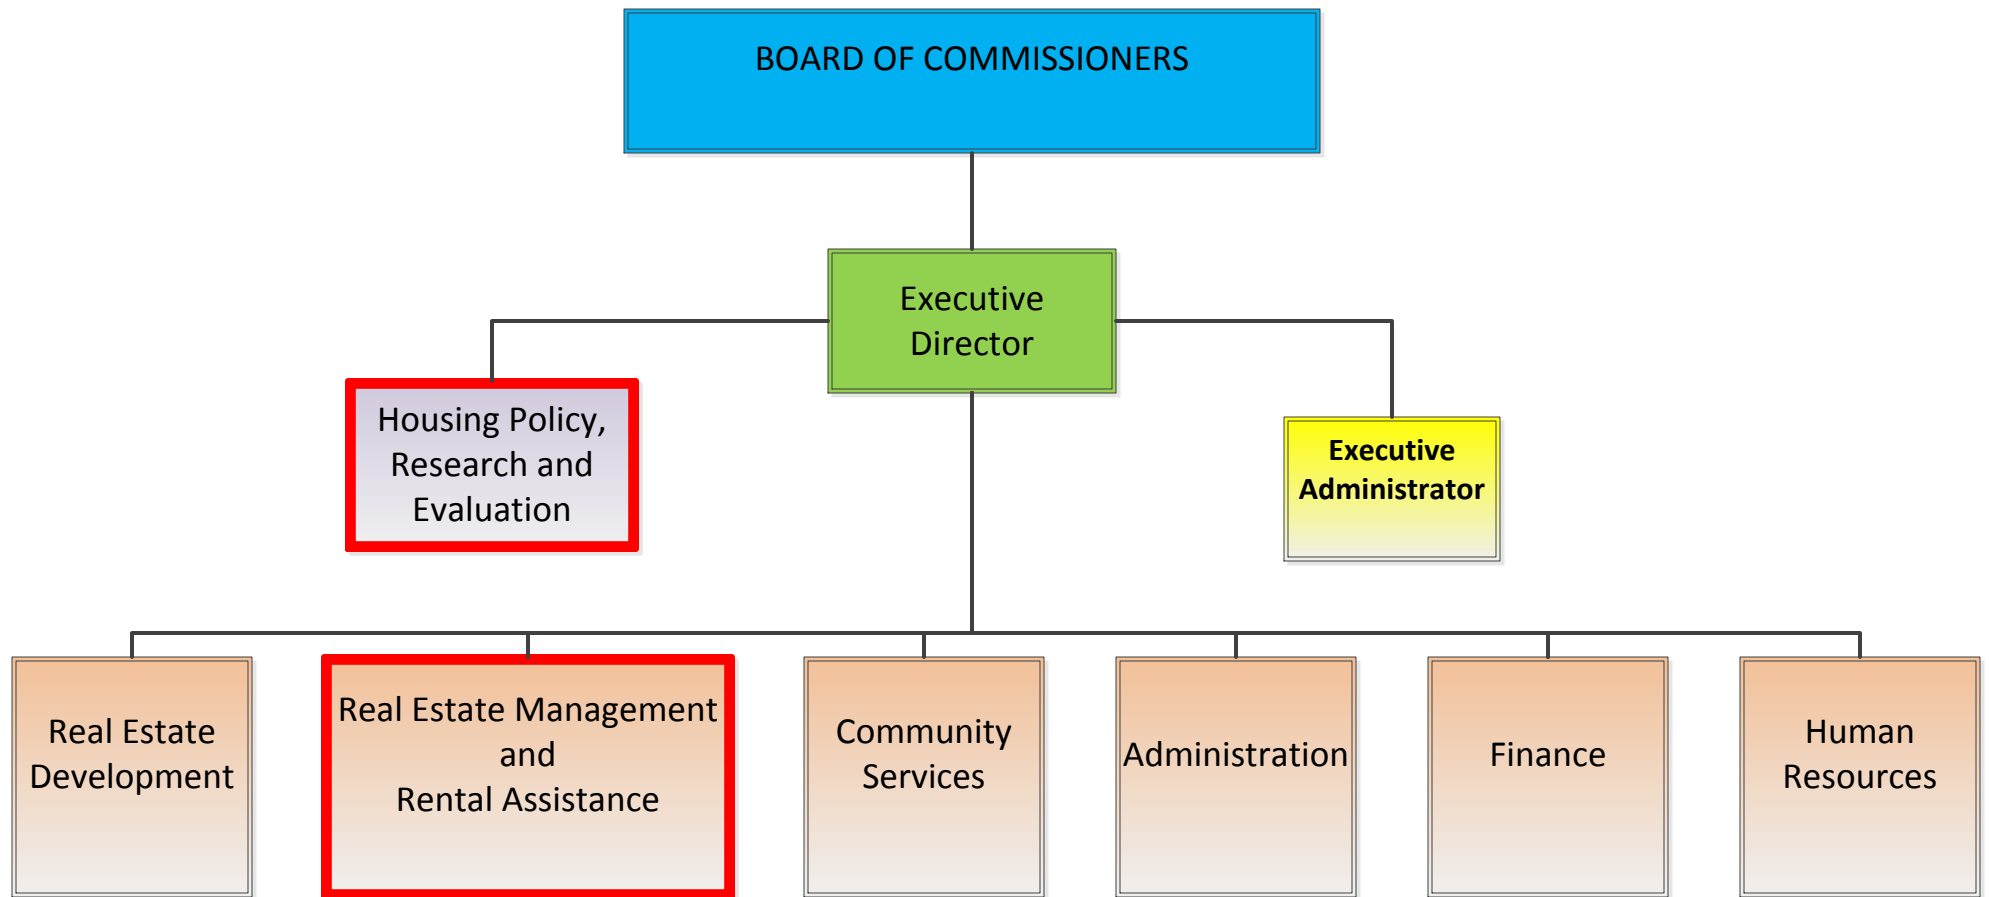 BOARD OF COMMISSIONERS
Executive
Director
Housing Policy,
Research and
Evaluation
Executive
Administrator
Real Estate
Development
Real Estate Management
and
Rental Assistance
Community
Services
Administration
Finance
Human
Resources